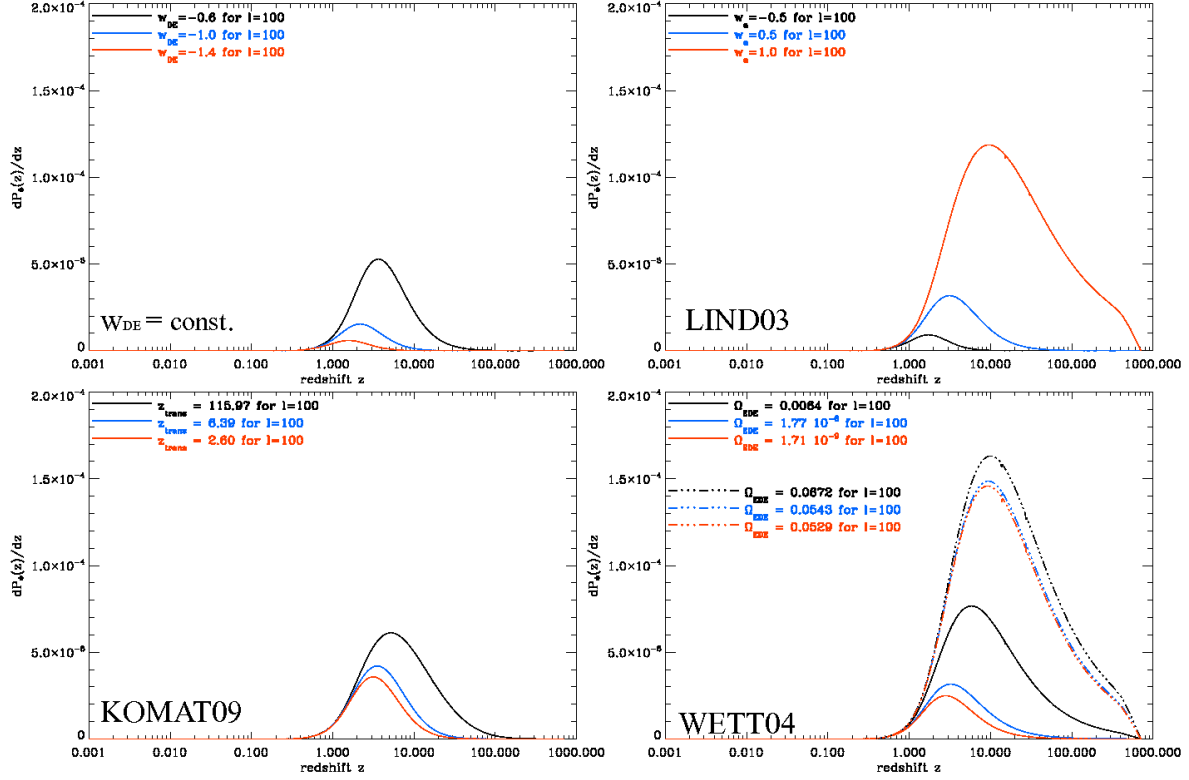 2.0×10⁻⁴
w_DE=-0.6 for l=100
w_DE=-1.0 for l=100
w_DE=-1.4 for l=100
1.5×10⁻⁴
1.0×10⁻⁴
5.0×10⁻⁵
0
dP_ϕ(z)/dz
W_DE = const.
0.001 0.010 0.100 1.000 10.000 100.000 1000.000
redshift z
2.0×10⁻⁴
w_a=-0.5 for l=100
w_a=0.5 for l=100
w_a=1.0 for l=100
1.5×10⁻⁴
1.0×10⁻⁴
5.0×10⁻⁵
0
dP_ϕ(z)/dz
LIND03
0.001 0.010 0.100 1.000 10.000 100.000 1000.000
redshift z
2.0×10⁻⁴
z_trans = 115.97 for l=100
z_trans = 6.39 for l=100
z_trans = 2.60 for l=100
1.5×10⁻⁴
1.0×10⁻⁴
5.0×10⁻⁵
0
dP_ϕ(z)/dz
KOMAT09
0.001 0.010 0.100 1.000 10.000 100.000 1000.000
redshift z
2.0×10⁻⁴
Ω_EDE = 0.0064 for l=100
Ω_EDE = 1.77 10⁻⁶ for l=100
Ω_EDE = 1.71 10⁻⁹ for l=100
1.5×10⁻⁴
Ω_EDE = 0.0672 for l=100
Ω_EDE = 0.0543 for l=100
Ω_EDE = 0.0529 for l=100
1.0×10⁻⁴
5.0×10⁻⁵
0
dP_ϕ(z)/dz
WETT04
0.001 0.010 0.100 1.000 10.000 100.000 1000.000
redshift z